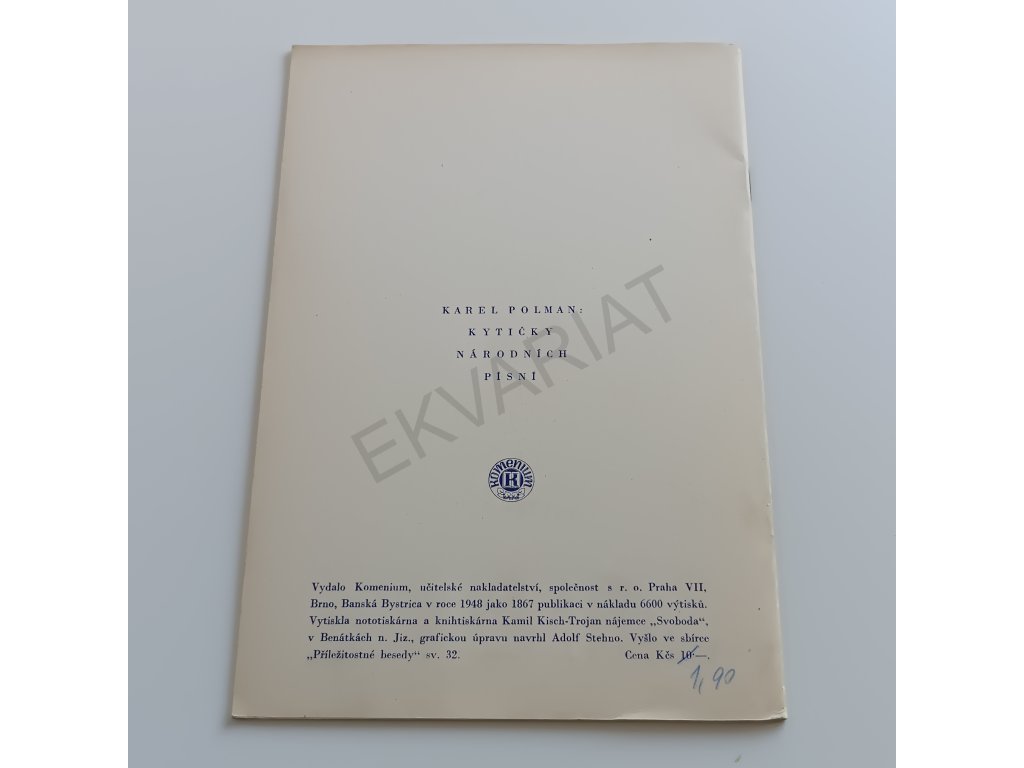 KAREL POLMAN:
KYTIČKY
NÁRODNÍCH
PÍSNÍ
EKVARIAT
Komenium
K
Vydalo Komenium, učitelské nakladatelství, společnost s r. o. Praha VII,
Brno, Banská Bystrica v roce 1948 jako 1867 publikaci v nákladu 6600 výtisků.
Vytiskla nototiskárna a knihtiskárna Kamil Kisch-Trojan nájemce „Svoboda“,
v Benátkách n. Jiz., grafickou úpravu navrhl Adolf Stehno. Vyšlo ve sbírce
„Příležitostné besedy“ sv. 32. Cena Kčs 10·—.
1,90